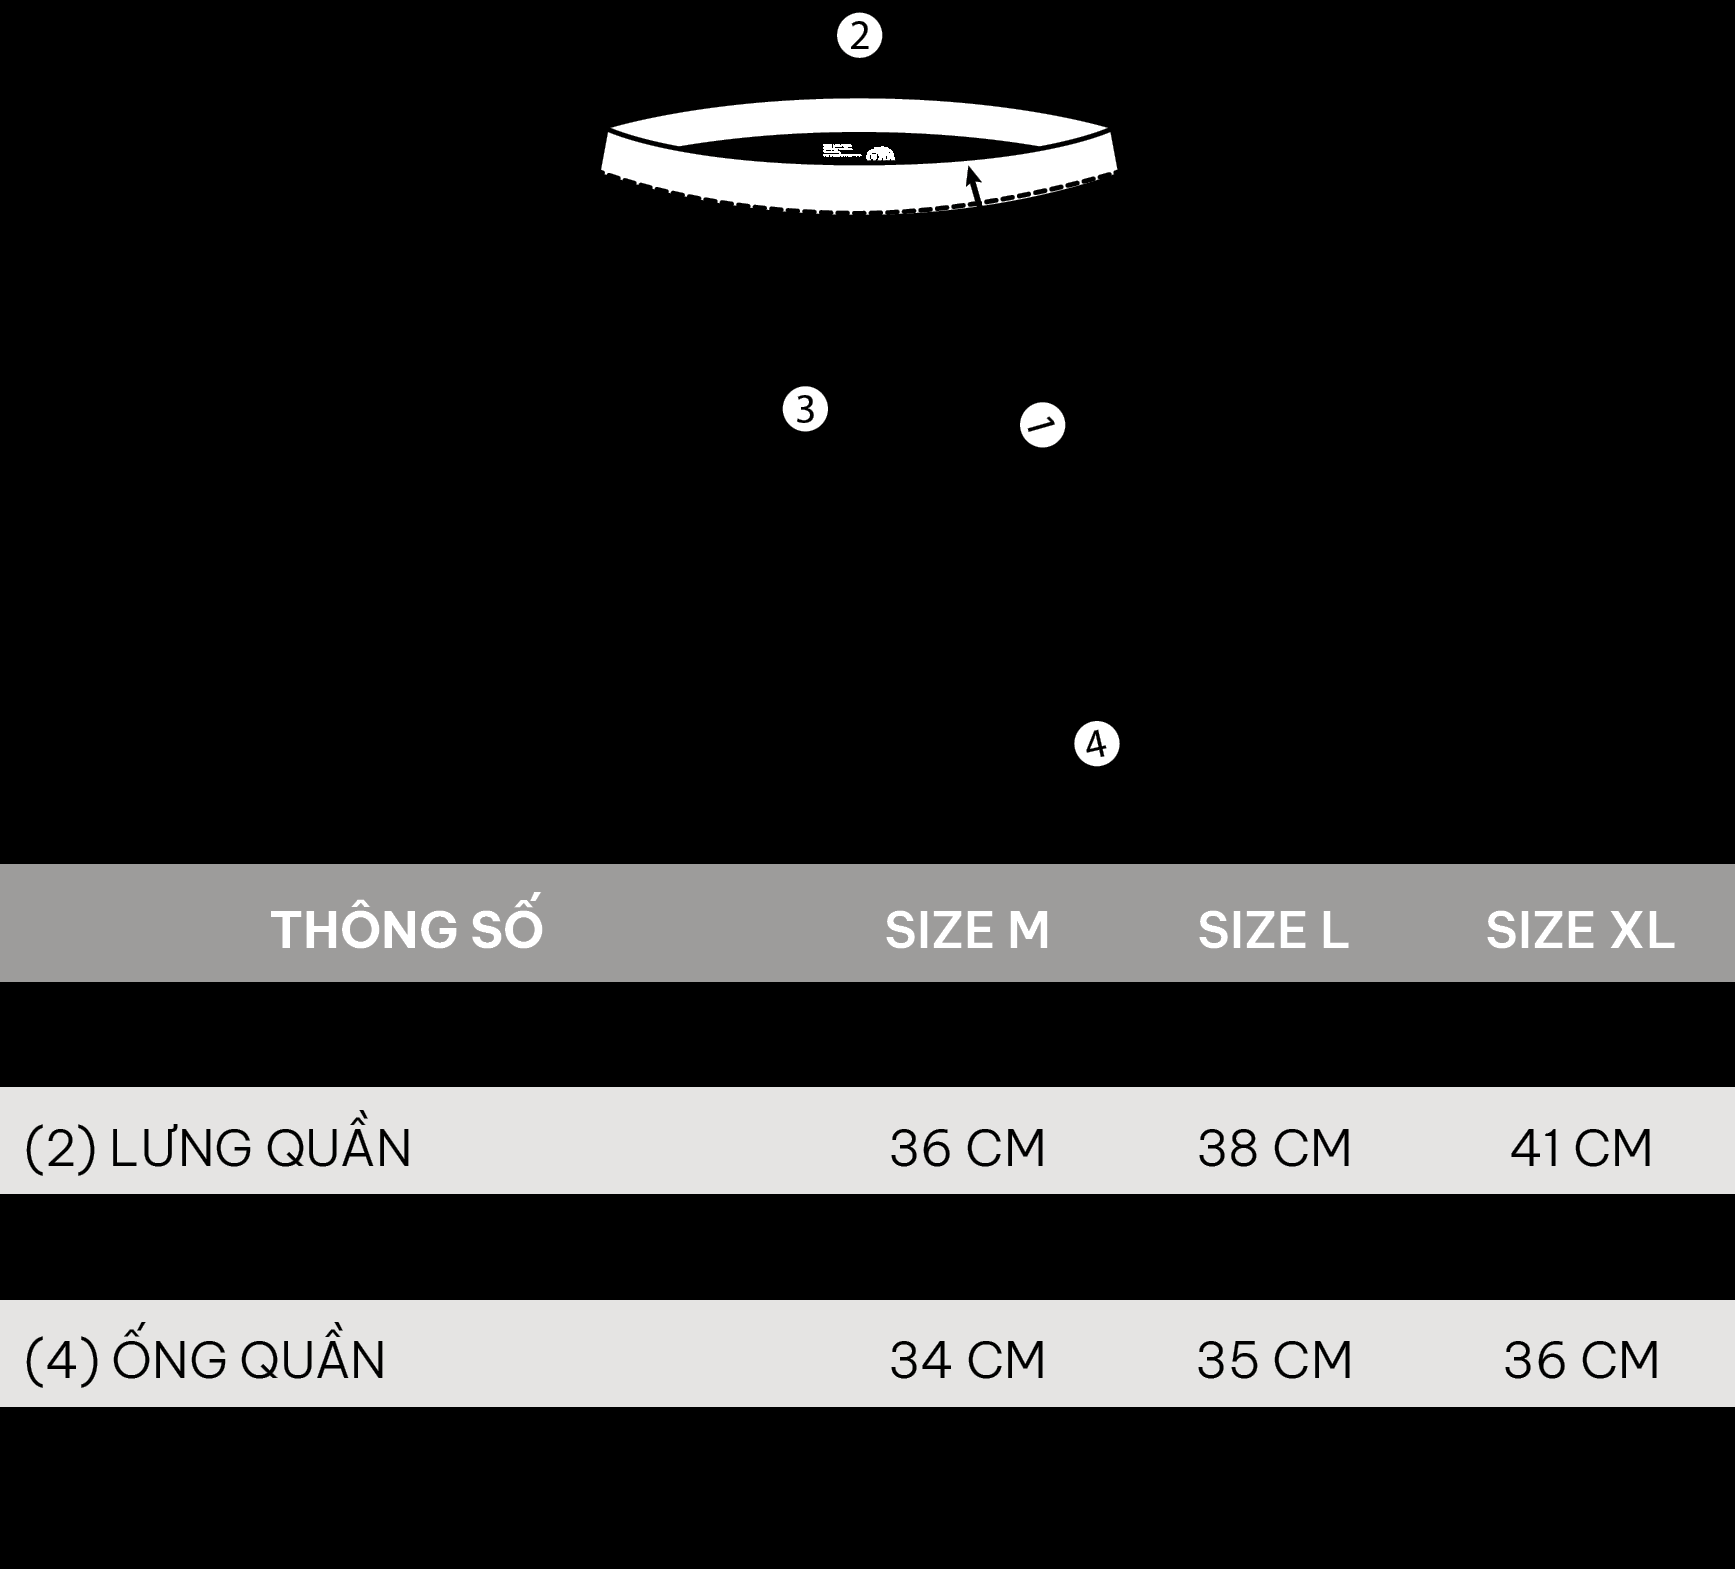 2
3
1
4
THÔNG SỐ SIZE M SIZE L SIZE XL
(2) LƯNG QUẦN 36 CM 38 CM 41 CM
(4) ỐNG QUẦN 34 CM 35 CM 36 CM